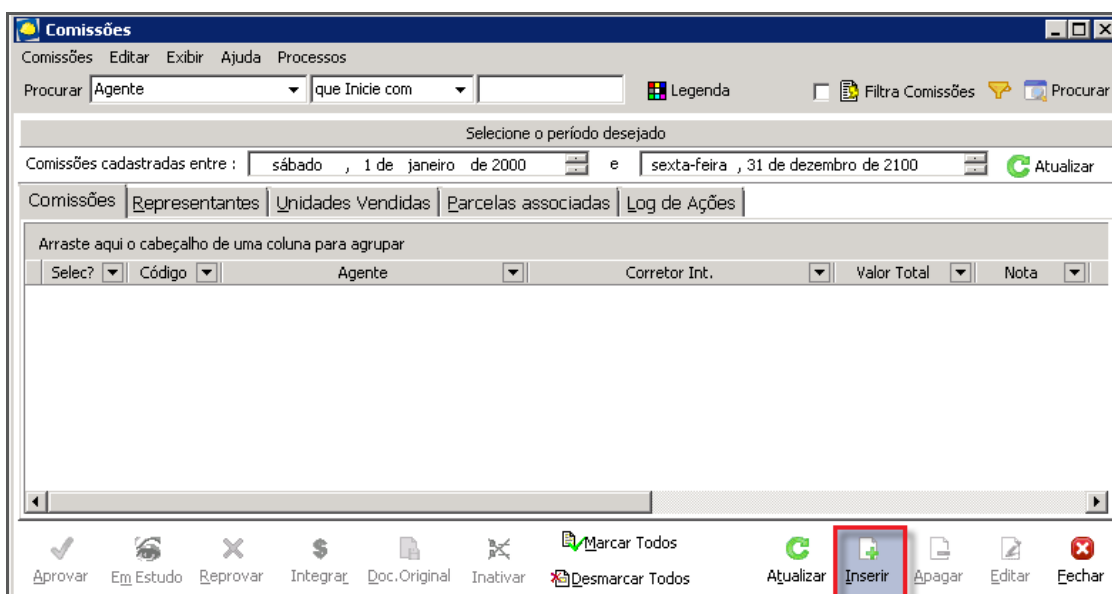 Comissões
Comissões Editar Exibir Ajuda Processos
Procurar Agente que Inicie com Legenda Filtra Comissões Procurar
Selecione o período desejado
Comissões cadastradas entre : sábado , 1 de janeiro de 2000 e sexta-feira , 31 de dezembro de 2100 Atualizar
Comissões Representantes Unidades Vendidas Parcelas associadas Log de Ações
Arraste aqui o cabeçalho de uma coluna para agrupar
Selec? Código Agente Corretor Int. Valor Total Nota
Marcar Todos
Aprovar Em Estudo Reprovar Integrar Doc.Original Inativar Desmarcar Todos Atualizar Inserir Apagar Editar Fechar